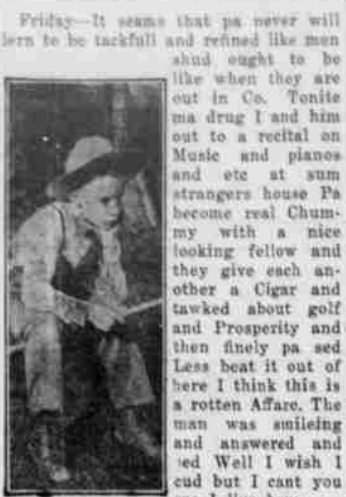 Friday—It seams that pa never will
lern to be tackfull and refined like men
shud ought to be
like when they are
out in Co. Tonite
ma drug I and him
out to a recital on
Music and pianos
and etc at sum
strangers house Pa
become real Chum-
my with a nice
looking fellow and
they give each an-
other a Cigar and
tawked about golf
and Prosperity and
then finely pa sed
Less beat it out of
here I think this is
a rotten Affare. The
man was smileing
and answered and
sed Well I wish I
cud but I cant you